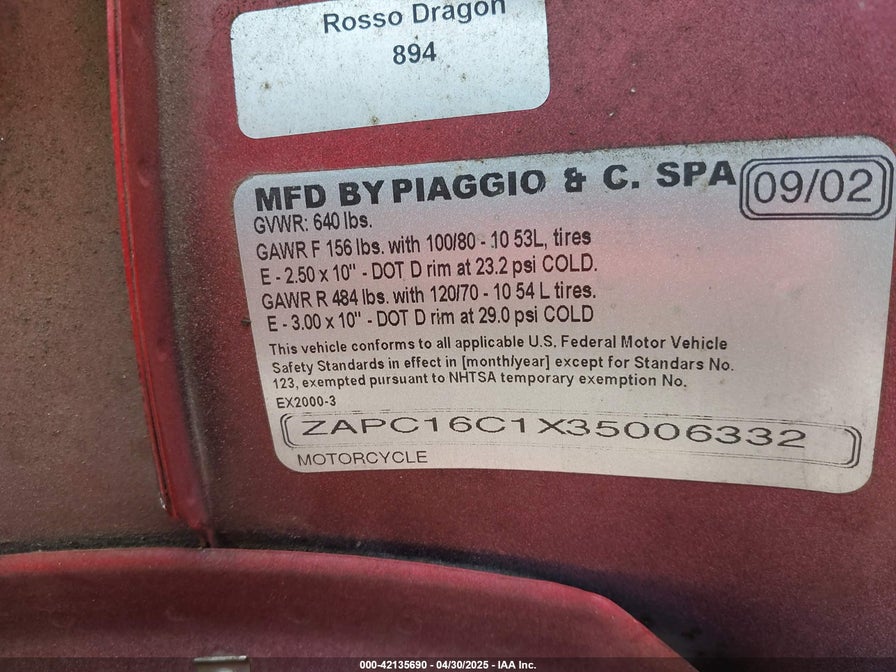 Rosso Dragon
894
MFD BY PIAGGIO & C. SPA
09/02
GVWR: 640 lbs.
GAWR F 156 lbs. with 100/80 - 10 53L, tires
E - 2.50 x 10" - DOT D rim at 23.2 psi COLD.
GAWR R 484 lbs. with 120/70 - 10 54 L tires.
E - 3.00 x 10" - DOT D rim at 29.0 psi COLD
This vehicle conforms to all applicable U.S. Federal Motor Vehicle
Safety Standards in effect in [month/year] except for Standars No.
123, exempted pursuant to NHTSA temporary exemption No.
EX2000-3
ZAPC16C1X35006332
MOTORCYCLE
000-42135690 - 04/30/2025 - IAA Inc.